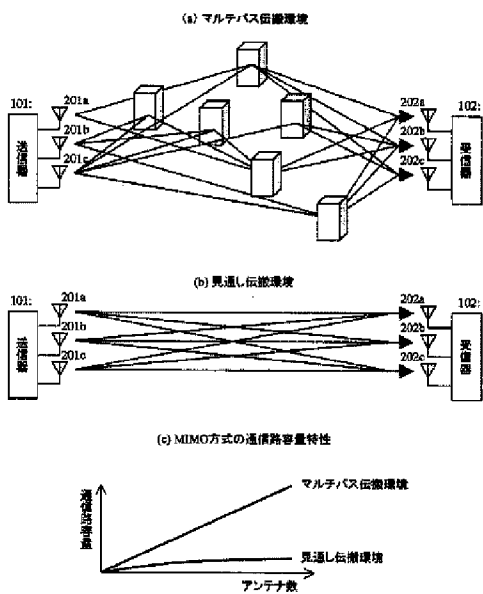 (a) マルチパス伝搬環境
101:
201a
201b
201c
送信器
202a
202b
202c
102:
受信器
(b) 見通し伝搬環境
101:
201a
201b
201c
送信器
202a
202b
202c
102:
受信器
(c) MIMO方式の通信路容量特性
通信路容量
マルチパス伝搬環境
見通し伝搬環境
アンテナ数